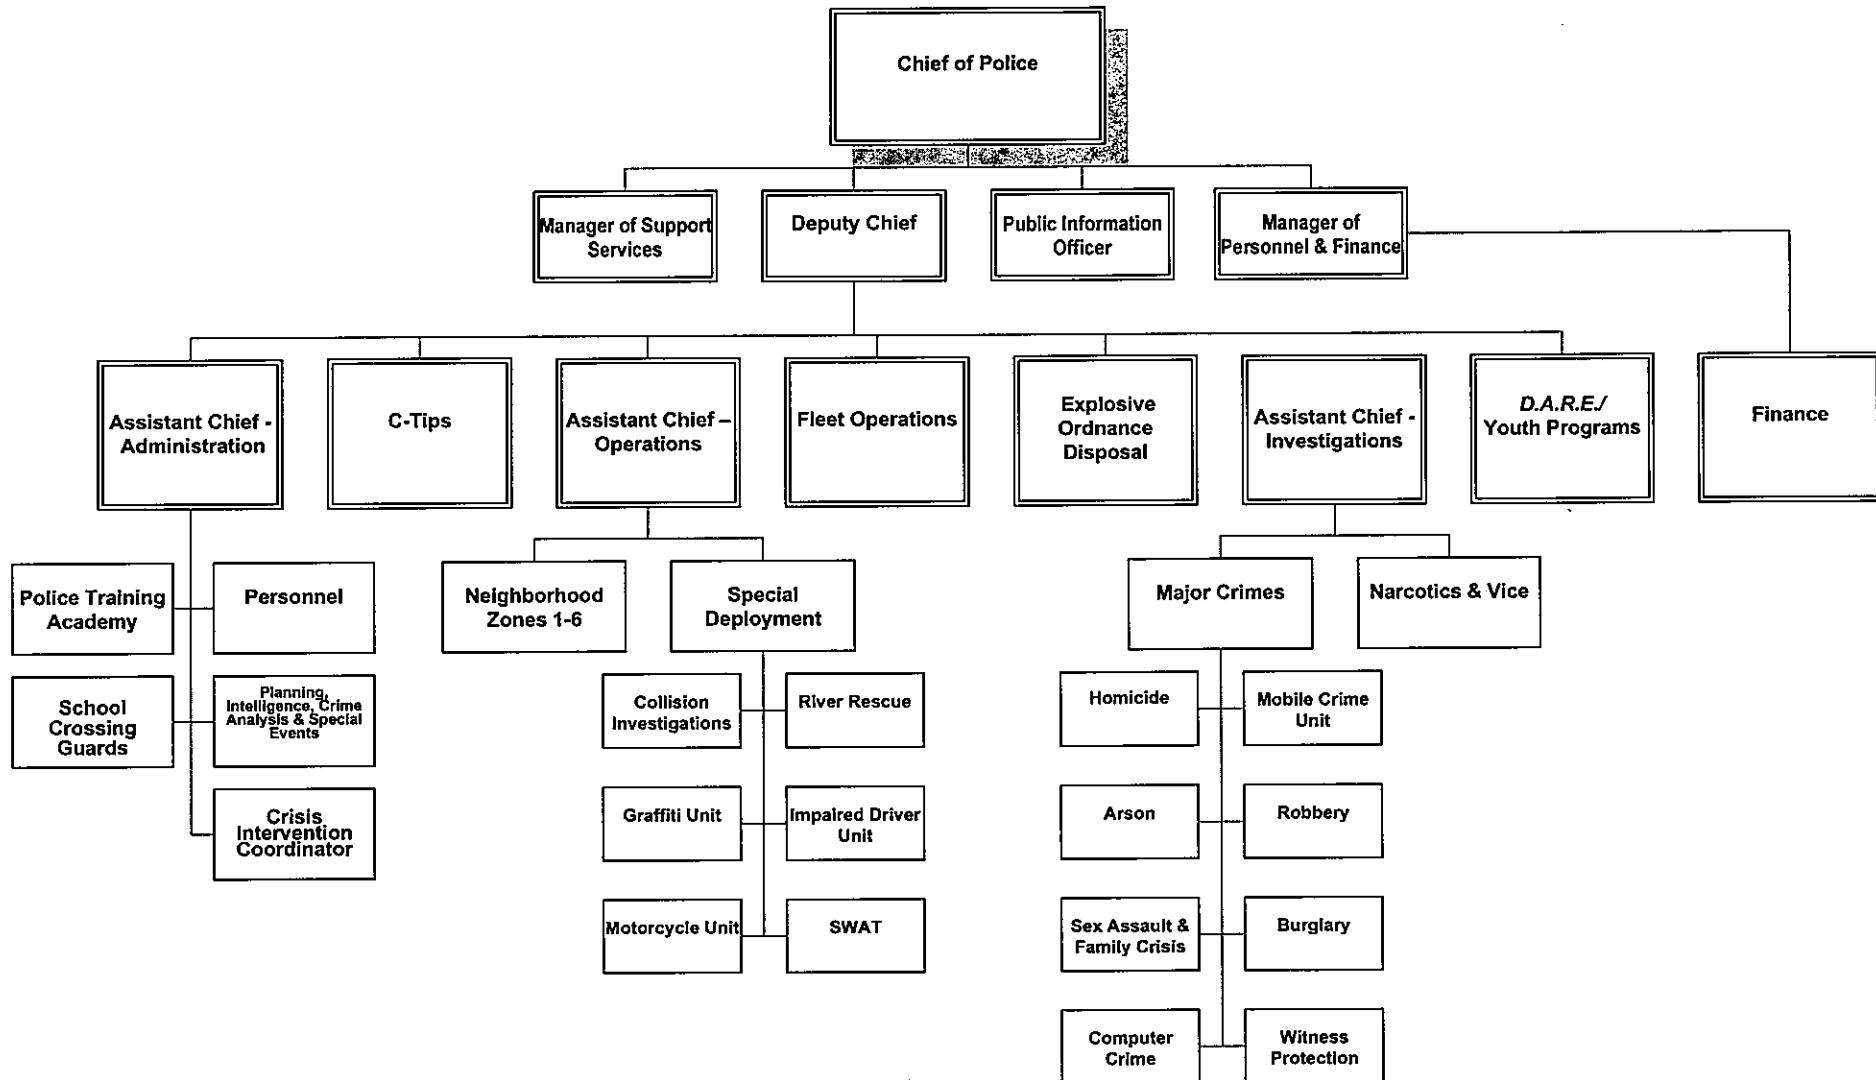 Chief of Police
Manager of Support
Services
Deputy Chief
Public Information
Officer
Manager of
Personnel & Finance
Assistant Chief -
Administration
C-Tips
Assistant Chief –
Operations
Fleet Operations
Explosive
Ordnance
Disposal
Assistant Chief -
Investigations
D.A.R.E./
Youth Programs
Finance
Police Training
Academy
Personnel
School
Crossing
Guards
Planning,
Intelligence, Crime
Analysis & Special
Events
Crisis
Intervention
Coordinator
Neighborhood
Zones 1-6
Special
Deployment
Collision
Investigations
River Rescue
Graffiti Unit
Impaired Driver
Unit
Motorcycle Unit
SWAT
Major Crimes
Narcotics & Vice
Homicide
Mobile Crime
Unit
Arson
Robbery
Sex Assault &
Family Crisis
Burglary
Computer
Crime
Witness
Protection